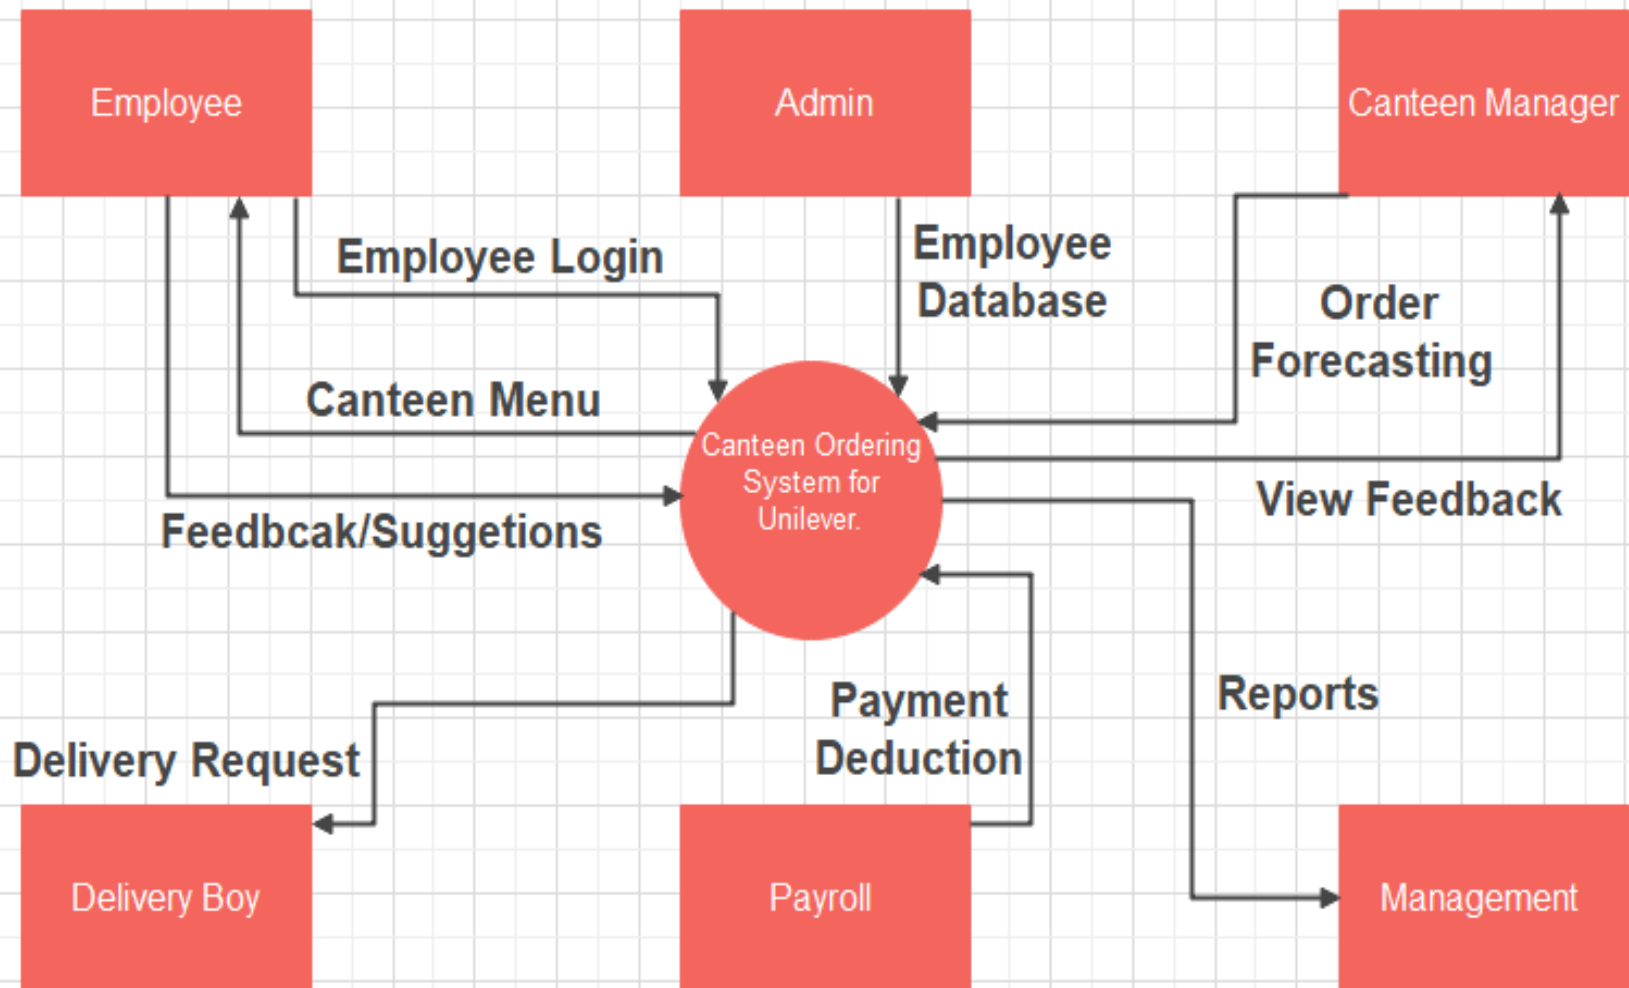 Employee
Admin
Canteen Manager
Employee Login
Employee
Database
Order
Forecasting
Canteen Menu
Canteen Ordering
System for
Unilever.
View Feedback
Feedbcak/Suggetions
Reports
Payment
Deduction
Delivery Request
Delivery Boy
Payroll
Management